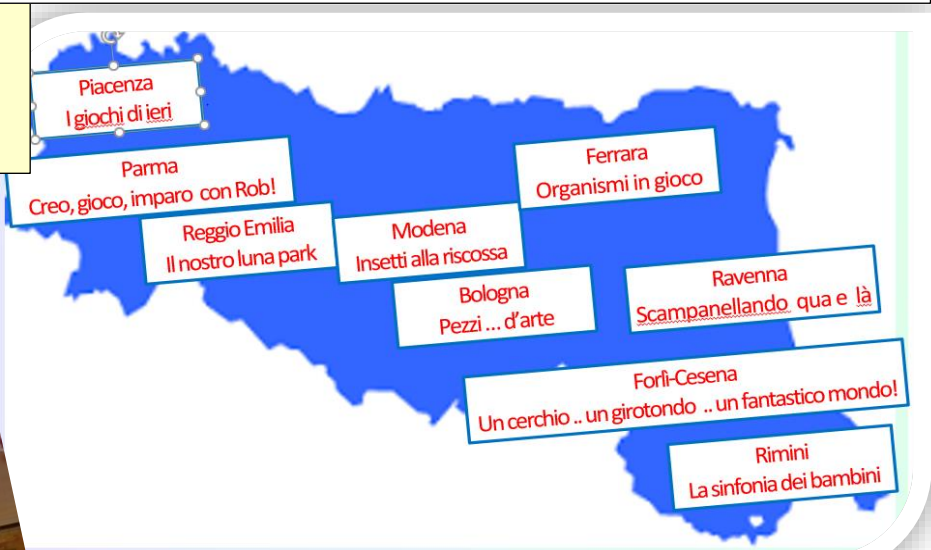 Piacenza
I giochi di ieri
Parma
Creo, gioco, imparo con Rob!
Reggio Emilia
Il nostro luna park
Modena
Insetti alla riscossa
Ferrara
Organismi in gioco
Bologna
Pezzi ... d'arte
Ravenna
Scampanellando qua e là
Forlì-Cesena
Un cerchio .. un girotondo .. un fantastico mondo!
Rimini
La sinfonia dei bambini